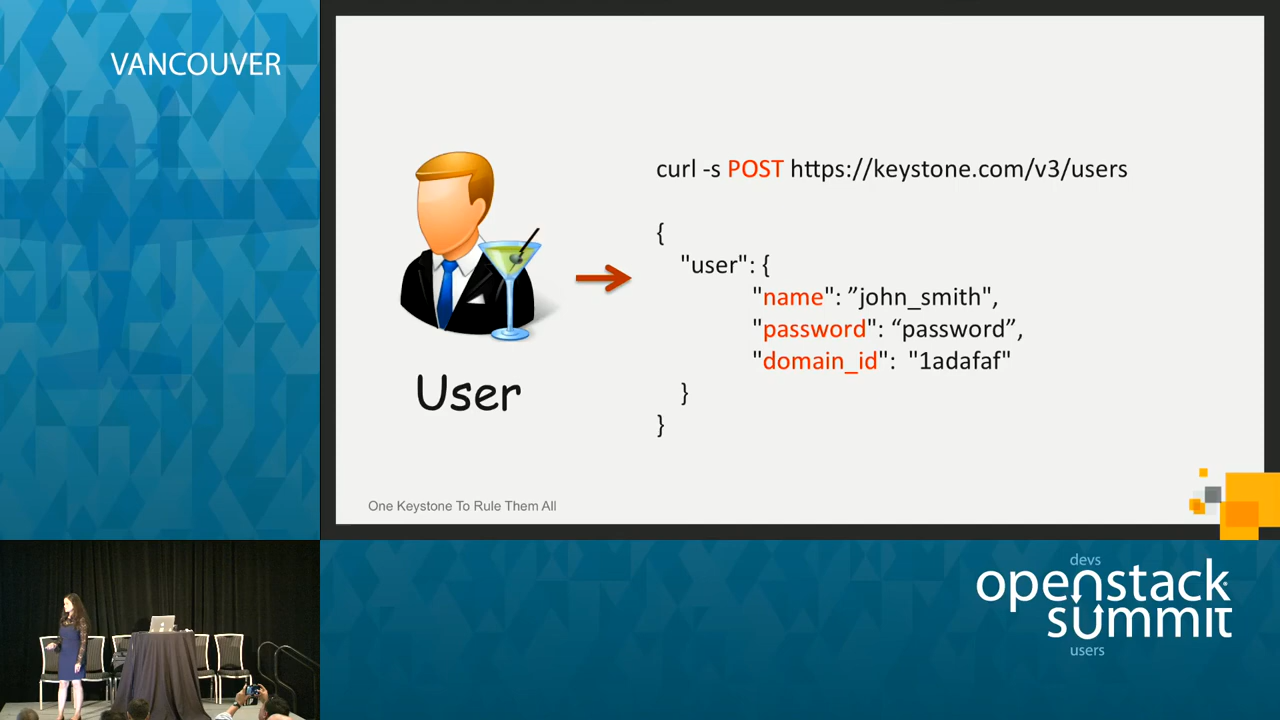 VANCOUVER
curl -s POST https://keystone.com/v3/users
{
"user": {
"name": ”john_smith",
"password": “password”,
"domain_id": "1adafaf"
}
}
User
One Keystone To Rule Them All
devs
openstack
summit
users